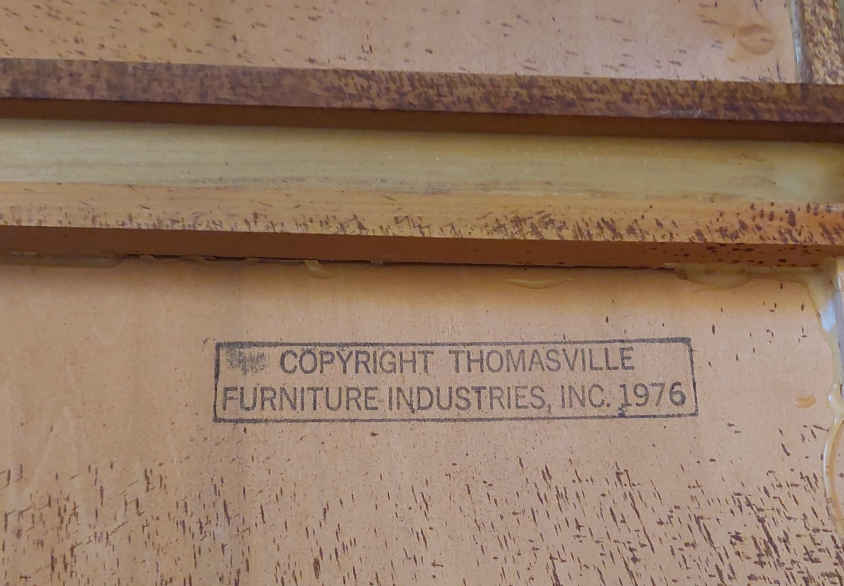 COPYRIGHT THOMASVILLE
FURNITURE INDUSTRIES, INC. 1976